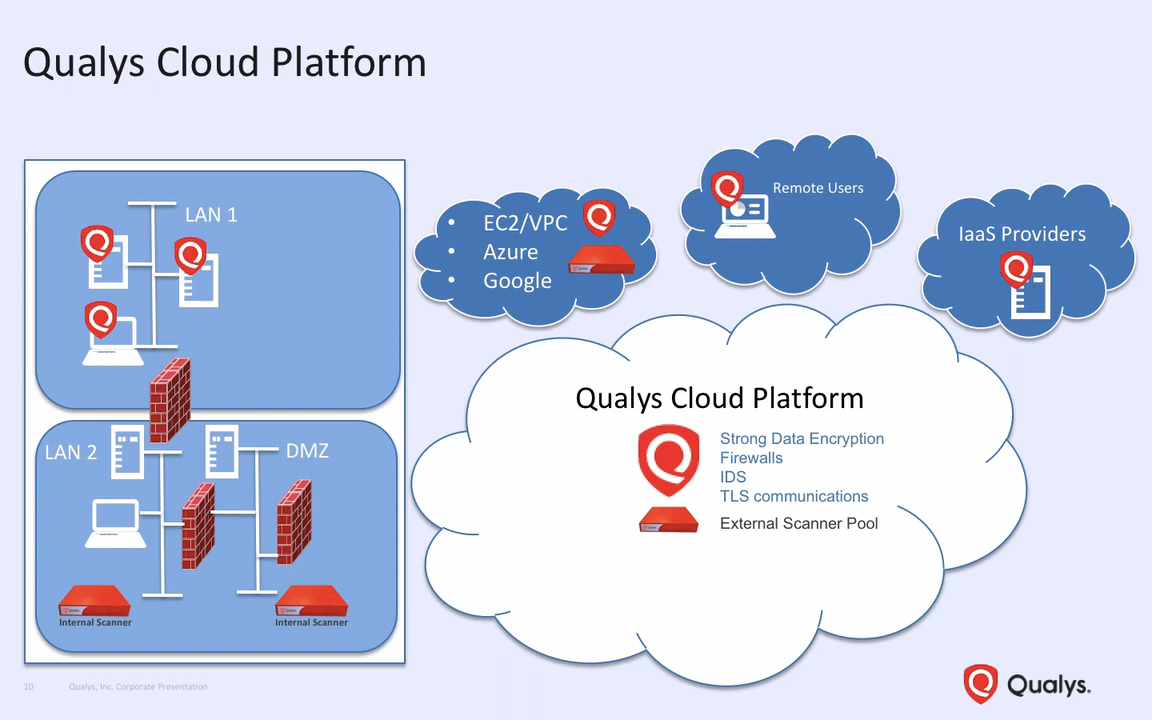 Qualys Cloud Platform
LAN 1
LAN 2
DMZ
Internal Scanner
Internal Scanner
• EC2/VPC
• Azure
• Google
Remote Users
IaaS Providers
Qualys Cloud Platform
Strong Data Encryption
Firewalls
IDS
TLS communications
External Scanner Pool
10
Qualys, Inc. Corporate Presentation
Qualys.